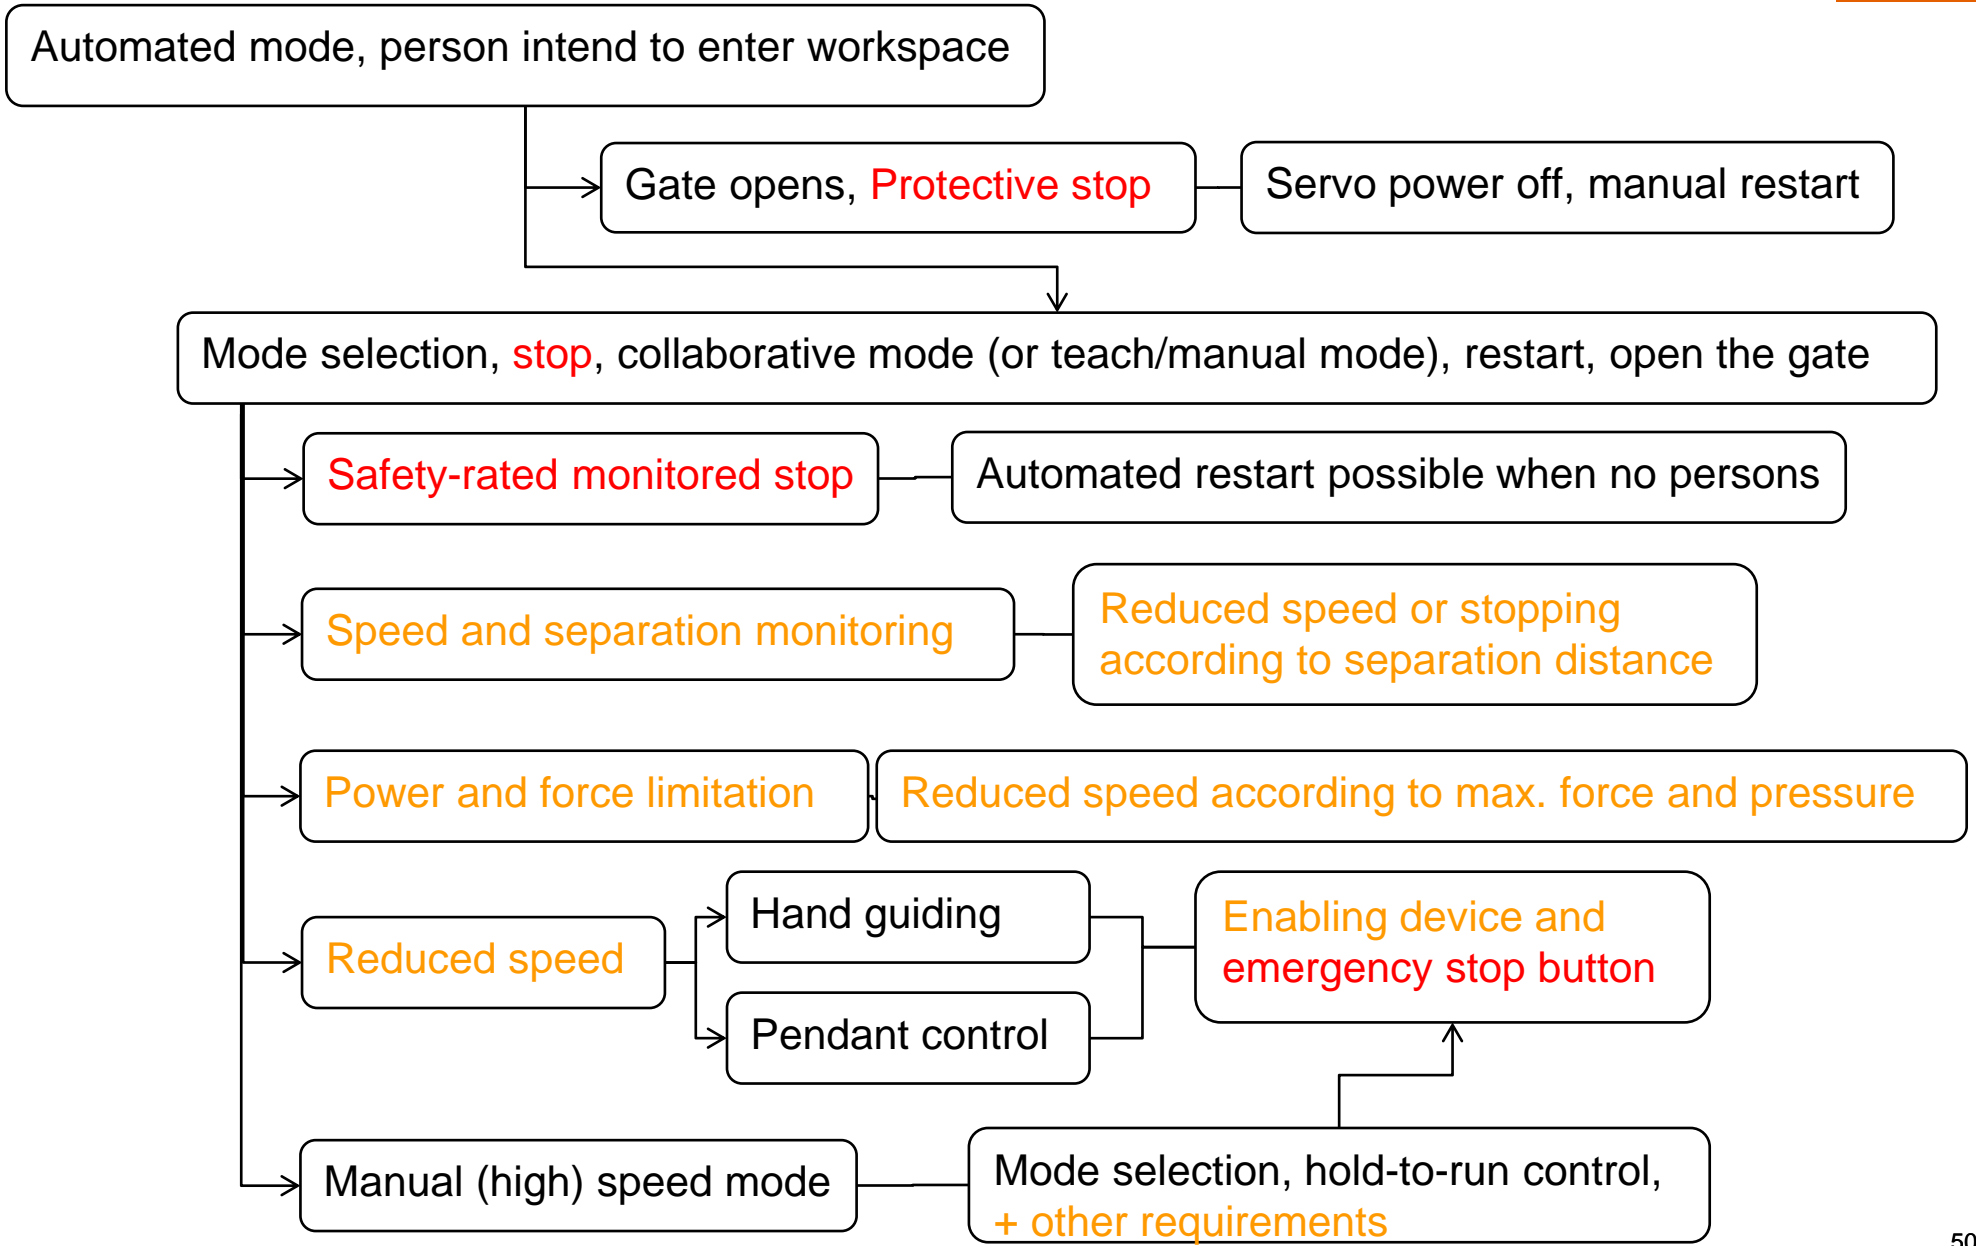 Automated mode, person intend to enter workspace
Gate opens, Protective stop
Servo power off, manual restart
Mode selection, stop, collaborative mode (or teach/manual mode), restart, open the gate
Safety-rated monitored stop
Automated restart possible when no persons
Speed and separation monitoring
Reduced speed or stopping
according to separation distance
Power and force limitation
Reduced speed according to max. force and pressure
Reduced speed
Hand guiding
Pendant control
Enabling device and
emergency stop button
Manual (high) speed mode
Mode selection, hold-to-run control,
+ other requirements
50